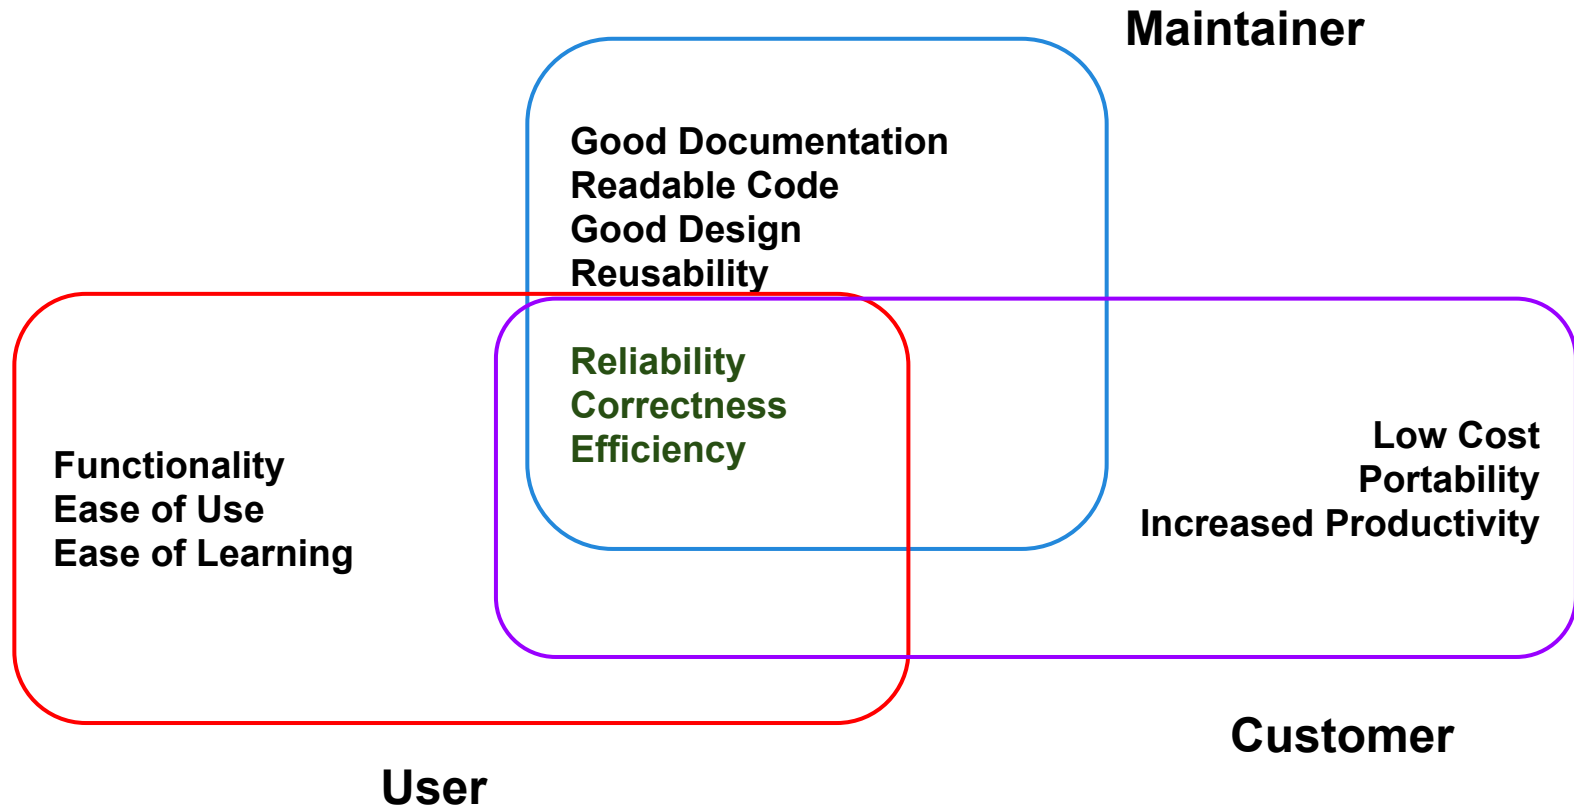 Maintainer
Good Documentation
Readable Code
Good Design
Reusability
Reliability
Correctness
Efficiency
Functionality
Ease of Use
Ease of Learning
Low Cost
Portability
Increased Productivity
Customer
User